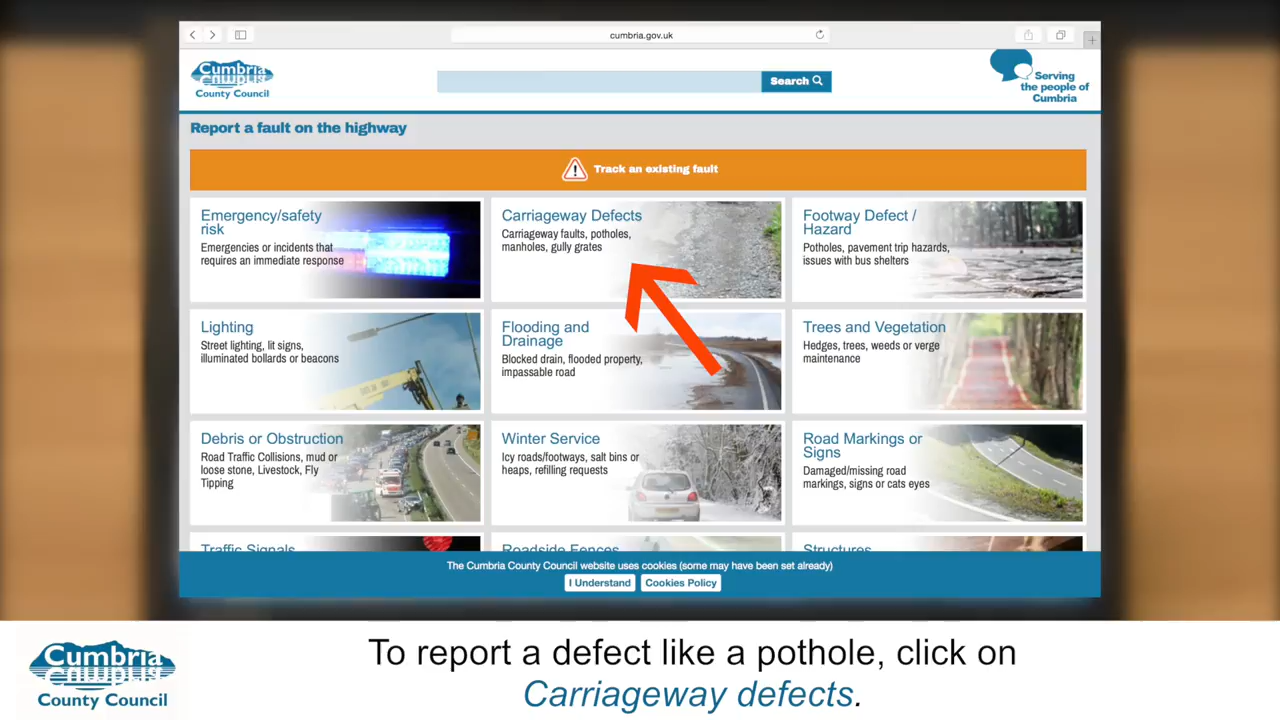 cumbria.gov.uk
Cumbria
County Council
Search
Serving
the people of
Cumbria
Report a fault on the highway
Track an existing fault
Emergency/safety
risk
Emergencies or incidents that
requires an immediate response
Carriageway Defects
Carriageway faults, potholes,
manholes, gully grates
Footway Defect /
Hazard
Potholes, pavement trip hazards,
issues with bus shelters
Lighting
Street lighting, lit signs,
illuminated bollards or beacons
Flooding and
Drainage
Blocked drain, flooded property,
impassable road
Trees and Vegetation
Hedges, trees, weeds or verge
maintenance
Debris or Obstruction
Road Traffic Collisions, mud or
loose stone, Livestock, Fly
Tipping
Winter Service
Icy roads/footways, salt bins or
heaps, refilling requests
Road Markings or
Signs
Damaged/missing road
markings, signs or cats eyes
Traffic Signals
Roadside Fences
Structures
The Cumbria County Council website uses cookies (some may have been set already)
I Understand
Cookies Policy
Cumbria
County Council
To report a defect like a pothole, click on
Carriageway defects.